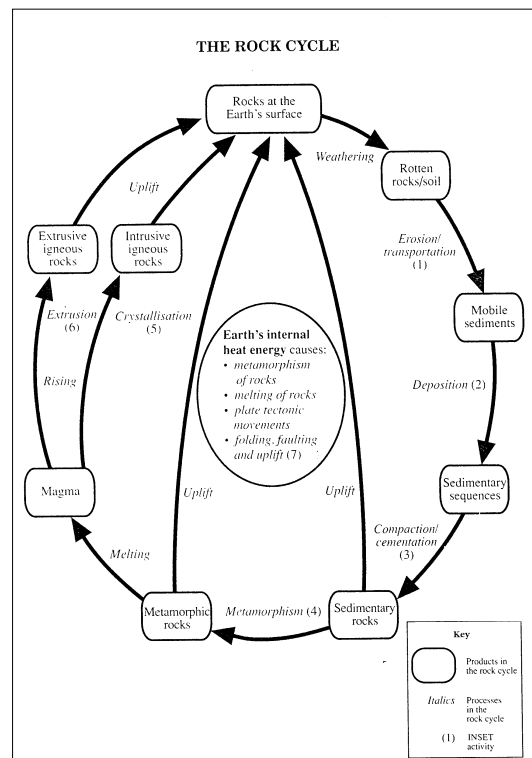 THE ROCK CYCLE
Rocks at the
Earth's surface
Weathering
Rotten
rocks/soil
Erosion/
transportation
(1)
Mobile
sediments
Deposition (2)
Sedimentary
sequences
Compaction/
cementation
(3)
Sedimentary
rocks
Metamorphism (4)
Metamorphic
rocks
Melting
Magma
Rising
Extrusion
(6)
Crystallisation
(5)
Extrusive
igneous
rocks
Intrusive
igneous
rocks
Uplift
Uplift
Uplift
Earth's internal
heat energy causes:
• metamorphism
of rocks
• melting of rocks
• plate tectonic
movements
• folding, faulting
and uplift (7)
Key
Products in
the rock cycle
Italics Processes
in the
rock cycle
(1) INSET
activity